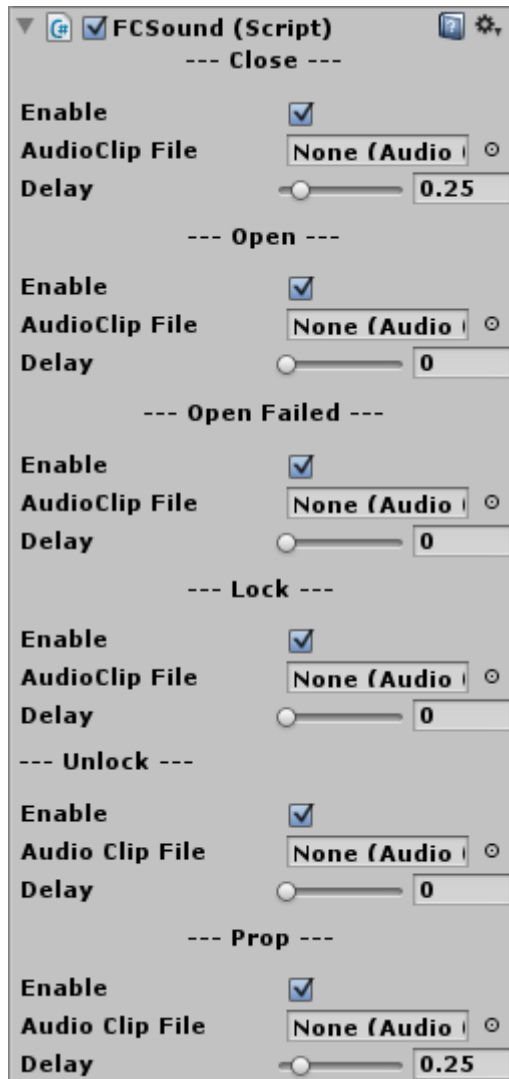 FCSound (Script)
--- Close ---
Enable
AudioClip File None (Audio
Delay 0.25
--- Open ---
Enable
AudioClip File None (Audio
Delay 0
--- Open Failed ---
Enable
AudioClip File None (Audio
Delay 0
--- Lock ---
Enable
AudioClip File None (Audio
Delay 0
--- Unlock ---
Enable
Audio Clip File None (Audio
Delay 0
--- Prop ---
Enable
Audio Clip File None (Audio
Delay 0.25